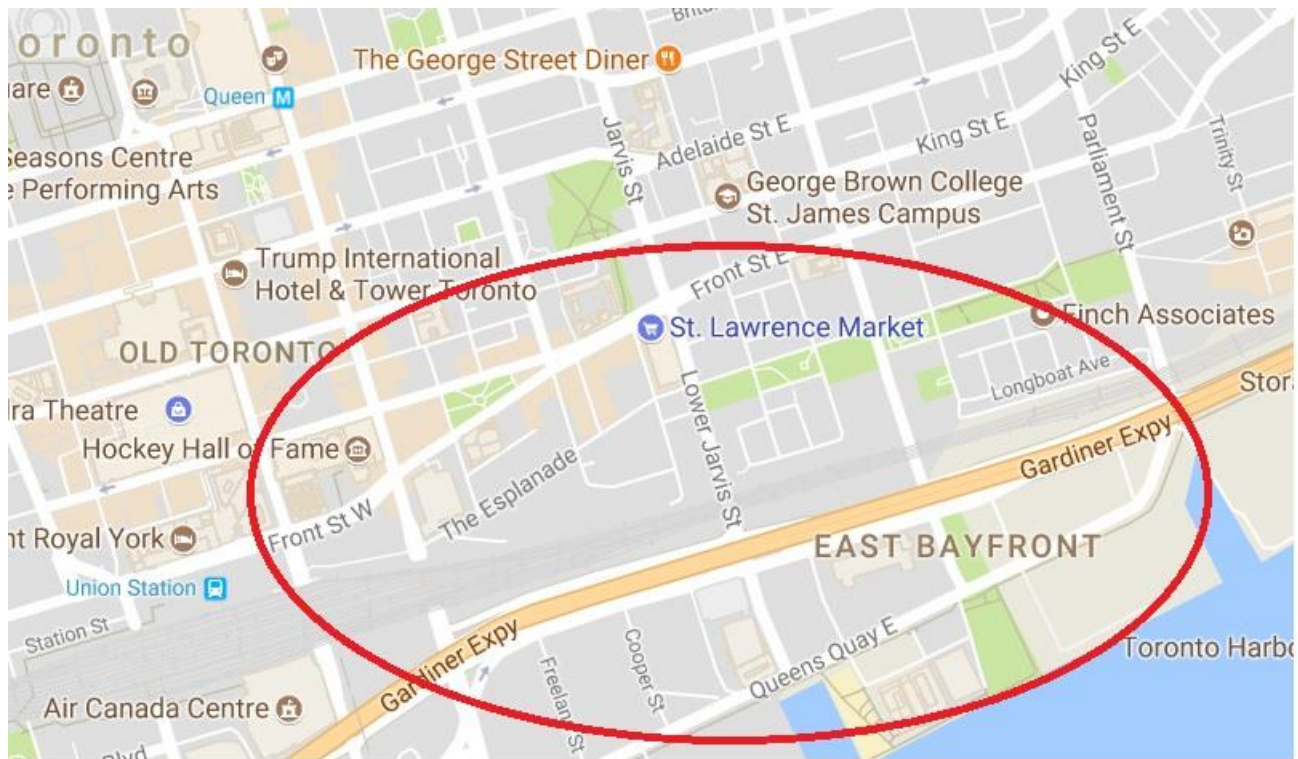 oronto
The George Street Diner
King St E
are
Queen M
Jarvis St
Adelaide St E
King St E
Parliament St
Trinity St
Seasons Centre
e Performing Arts
George Brown College
St. James Campus
Trump International
Hotel & Tower Toronto
Front St E
St. Lawrence Market
Finch Associates
OLD TORONTO
Longboat Ave
Stor
ra Theatre
Lower Jarvis St
Hockey Hall of Fame
Gardiner Expy
The Esplanade
Front St W
nt Royal York
EAST BAYFRONT
Union Station
Station St
Gardiner Expy
Cooper St
Freeland St
Queens Quay E
Toronto Harbo
Air Canada Centre
Blvd